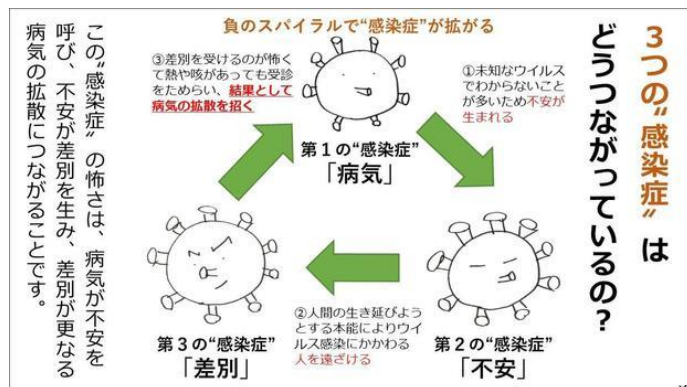 ３つの“感染症”は
どうつながっているの？
負のスパイラルで“感染症”が拡がる
①未知なウイルス
でわからないこと
が多いため不安が
生まれる
第１の“感染症”
「病気」
第２の“感染症”
「不安」
②人間の生き延びよう
とする本能によりウイ
ルス感染にかかわる
人を遠ざける
第３の“感染症”
「差別」
③差別を受けるのが怖く
て熱や咳があっても受診
をためらい、結果として
病気の拡散を招く
この“感染症”の怖さは、病気が不安を
呼び、不安が差別を生み、差別が更なる
病気の拡散につながることです。